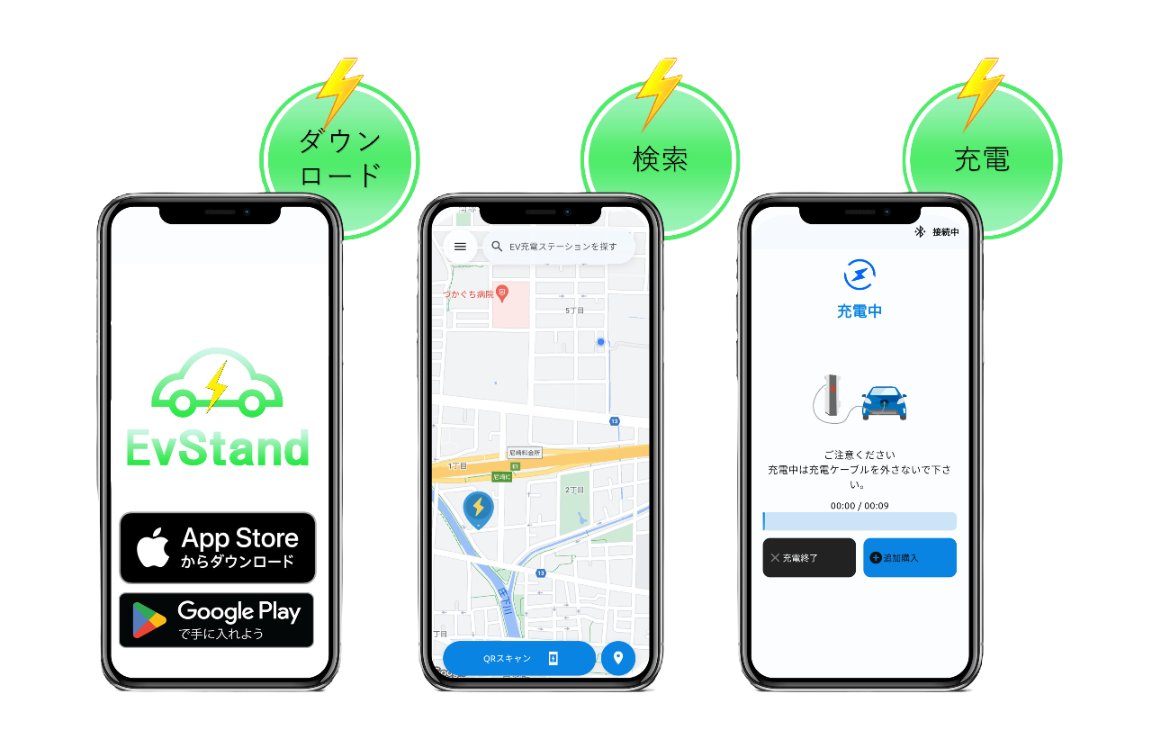 ダウン
ロード
EvStand
App Store
からダウンロード
Google Play
で手に入れよう
検索
EV充電ステーションを探す
つかぐち病院
5丁目
13
尼崎料金所
1丁目
尼崎IC
2丁目
13
庄下川
丁目
QRスキャン
充電
接続中
充電中
ご注意ください
充電中は充電ケーブルを外さないで下さ
い。
00:00 / 00:09
充電終了
追加購入